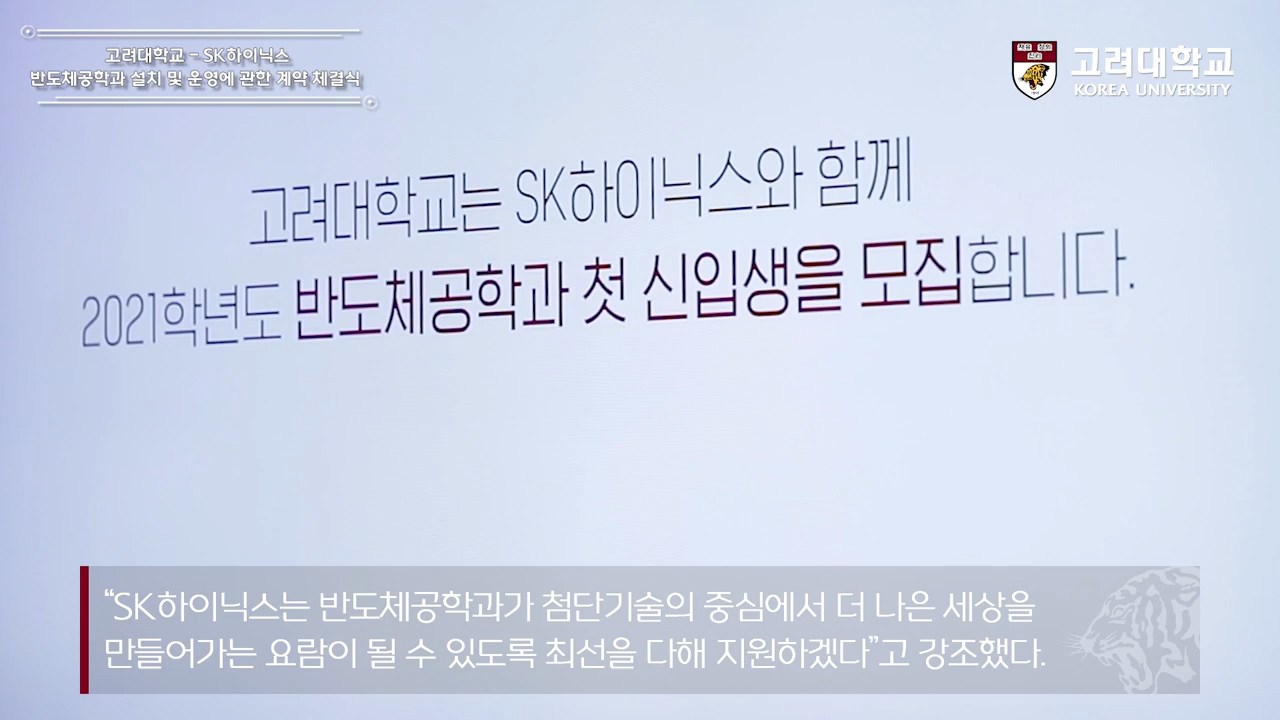 고려대학교 - SK하이닉스
반도체공학과 설치 및 운영에 관한 계약 체결식
고려대학교
KOREA UNIVERSITY
고려대학교는 SK하이닉스와 함께
2021학년도 반도체공학과 첫 신입생을 모집합니다.
“SK하이닉스는 반도체공학과가 첨단기술의 중심에서 더 나은 세상을
만들어가는 요람이 될 수 있도록 최선을 다해 지원하겠다”고 강조했다.